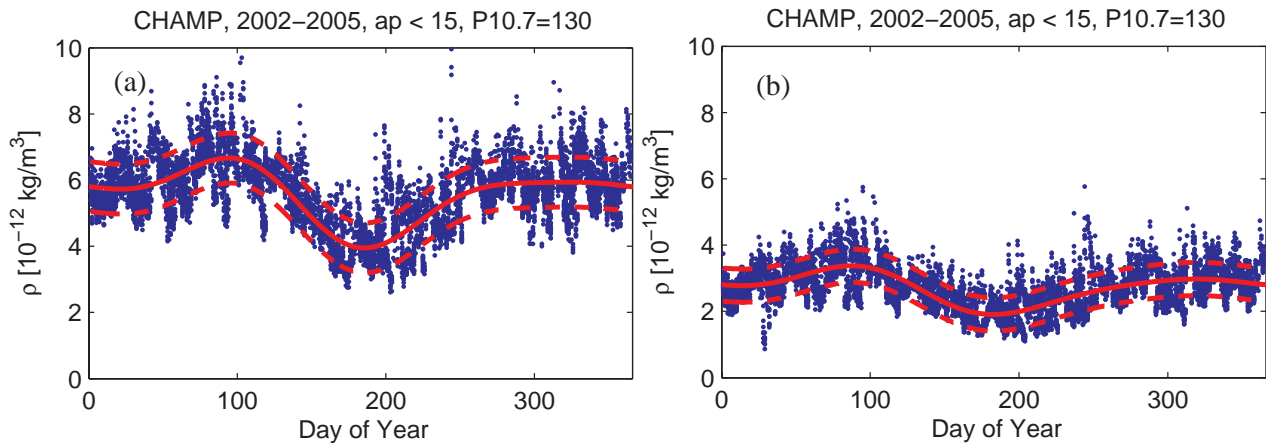 CHAMP, 2002−2005, ap < 15, P10.7=130
(a)
ρ [10⁻¹² kg/m³]
10
8
6
4
2
0
0 100 200 300
Day of Year
CHAMP, 2002−2005, ap < 15, P10.7=130
(b)
ρ [10⁻¹² kg/m³]
10
8
6
4
2
0
0 100 200 300
Day of Year